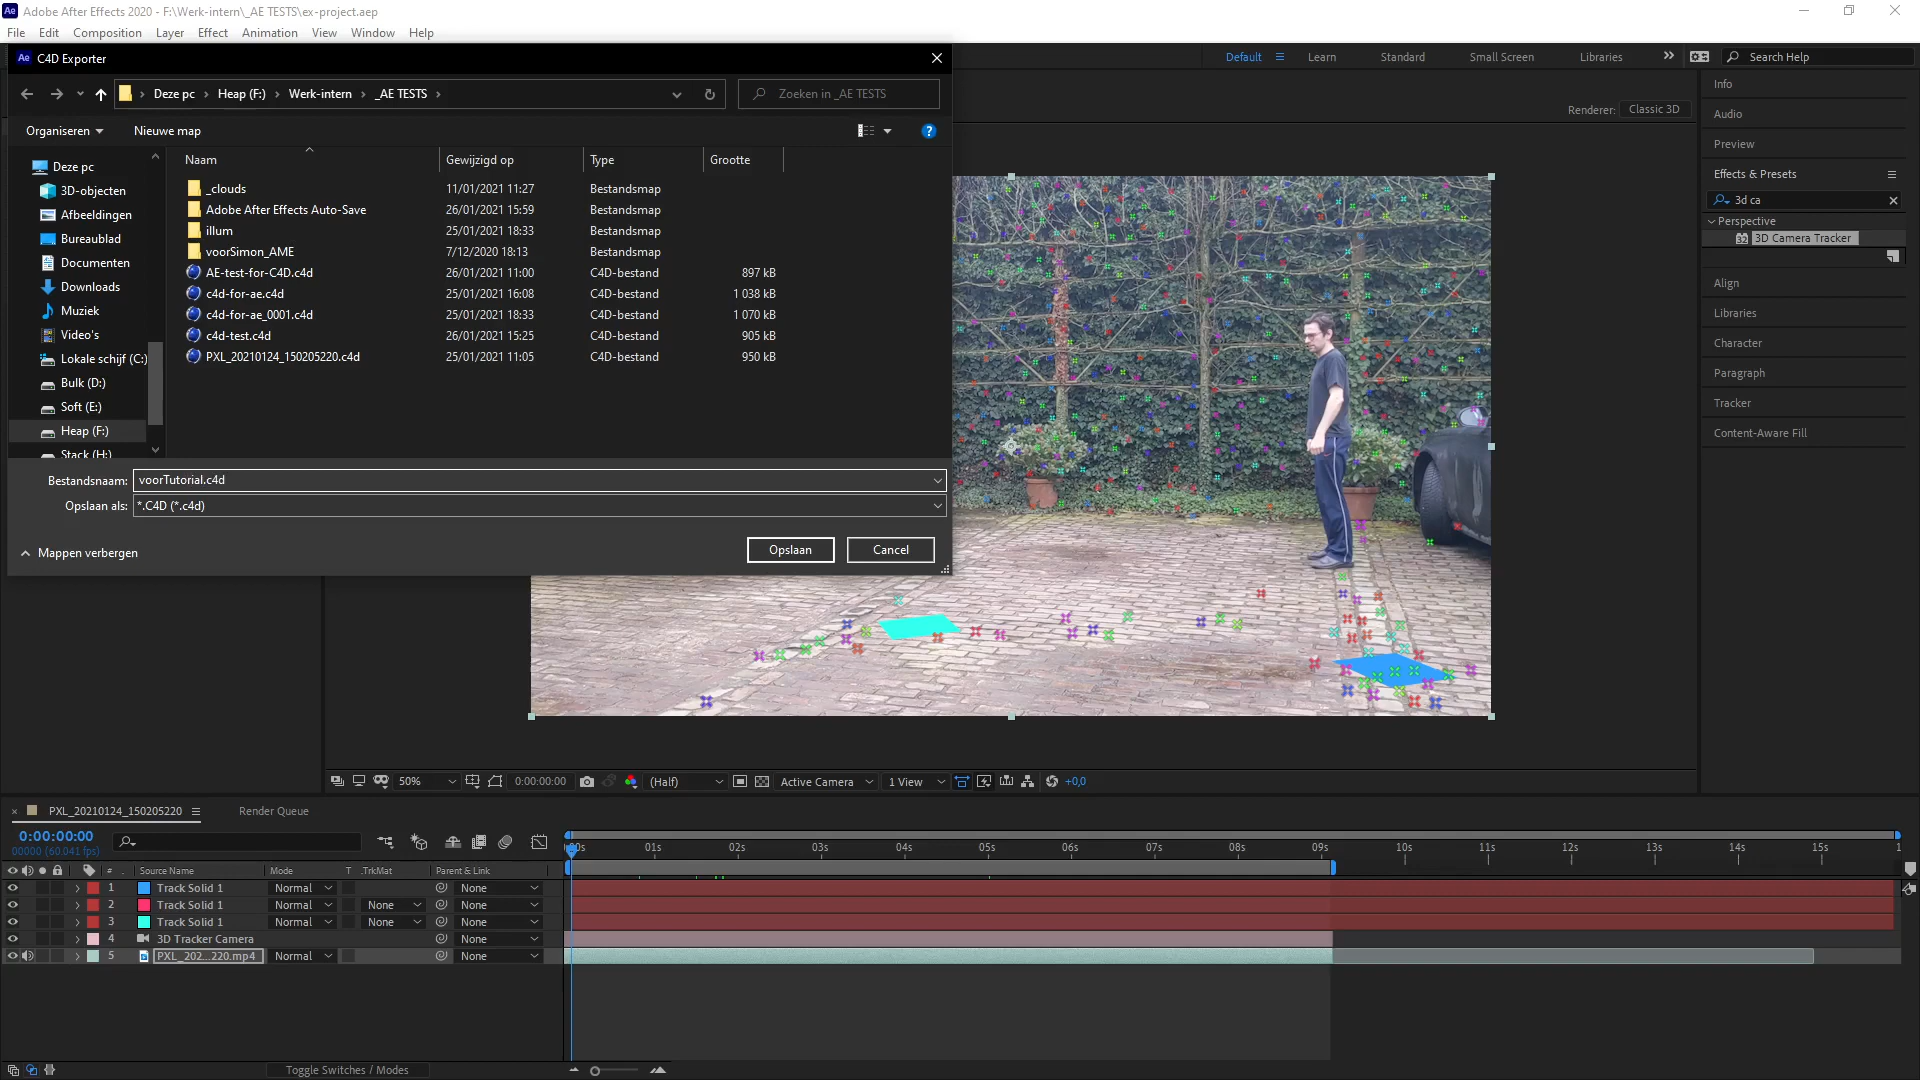 Adobe After Effects 2020 - F:\Werk-intern\_AE TESTS\ex-project.aep
File Edit Composition Layer Effect Animation View Window Help
C4D Exporter
Default Learn Standard Small Screen Libraries Search Help
Deze pc Heap (F:) Werk-intern _AE TESTS Zoeken in _AE TESTS
Organiseren Nieuwe map
Renderer: Classic 3D
Naam Gewijzigd op Type Grootte
_clouds 11/01/2021 11:27 Bestandsmap
Adobe After Effects Auto-Save 26/01/2021 15:59 Bestandsmap
illum 25/01/2021 18:33 Bestandsmap
voorSimon_AME 7/12/2020 18:13 Bestandsmap
AE-test-for-C4D.c4d 26/01/2021 11:00 C4D-bestand 897 kB
c4d-for-ae.c4d 25/01/2021 16:08 C4D-bestand 1 038 kB
c4d-for-ae_0001.c4d 25/01/2021 18:33 C4D-bestand 1 070 kB
c4d-test.c4d 26/01/2021 15:25 C4D-bestand 905 kB
PXL_20210124_150205220.c4d 25/01/2021 11:05 C4D-bestand 950 kB
Deze pc
3D-objecten
Afbeeldingen
Bureaublad
Documenten
Downloads
Muziek
Video's
Lokale schijf (C:)
Bulk (D:)
Soft (E:)
Heap (F:)
Stack (H:)
Bestandsnaam: voorTutorial.c4d
Opslaan als: *.C4D (*.c4d)
Mappen verbergen Opslaan Cancel
Info
Audio
Preview
Effects & Presets
3d ca
Perspective
3D Camera Tracker
Align
Libraries
Character
Paragraph
Tracker
Content-Aware Fill
50% 0:00:00:00 (Half) Active Camera 1 View +0,0
PXL_20210124_150205220 Render Queue
0:00:00:00
00000 (60.041 fps)
01s 02s 03s 04s 05s 06s 07s 08s 09s 10s 11s 12s 13s 14s 15s
# Source Name Mode T .TrkMat Parent & Link
1 Track Solid 1 Normal None
2 Track Solid 1 Normal None None
3 Track Solid 1 Normal None None
4 3D Tracker Camera None
5 PXL_202...220.mp4 Normal None
Toggle Switches / Modes